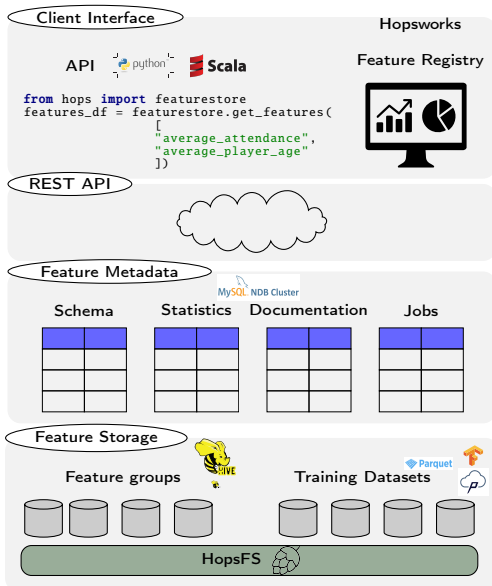 Client Interface
Hopsworks
API
python
Scala
Feature Registry
from hops import featurestore
features_df = featurestore.get_features(
[
"average_attendance",
"average_player_age"
])
REST API
Feature Metadata
MySQL NDB Cluster
Schema
Statistics
Documentation
Jobs
Feature Storage
HIVE
Parquet
Feature groups
Training Datasets
HopsFS